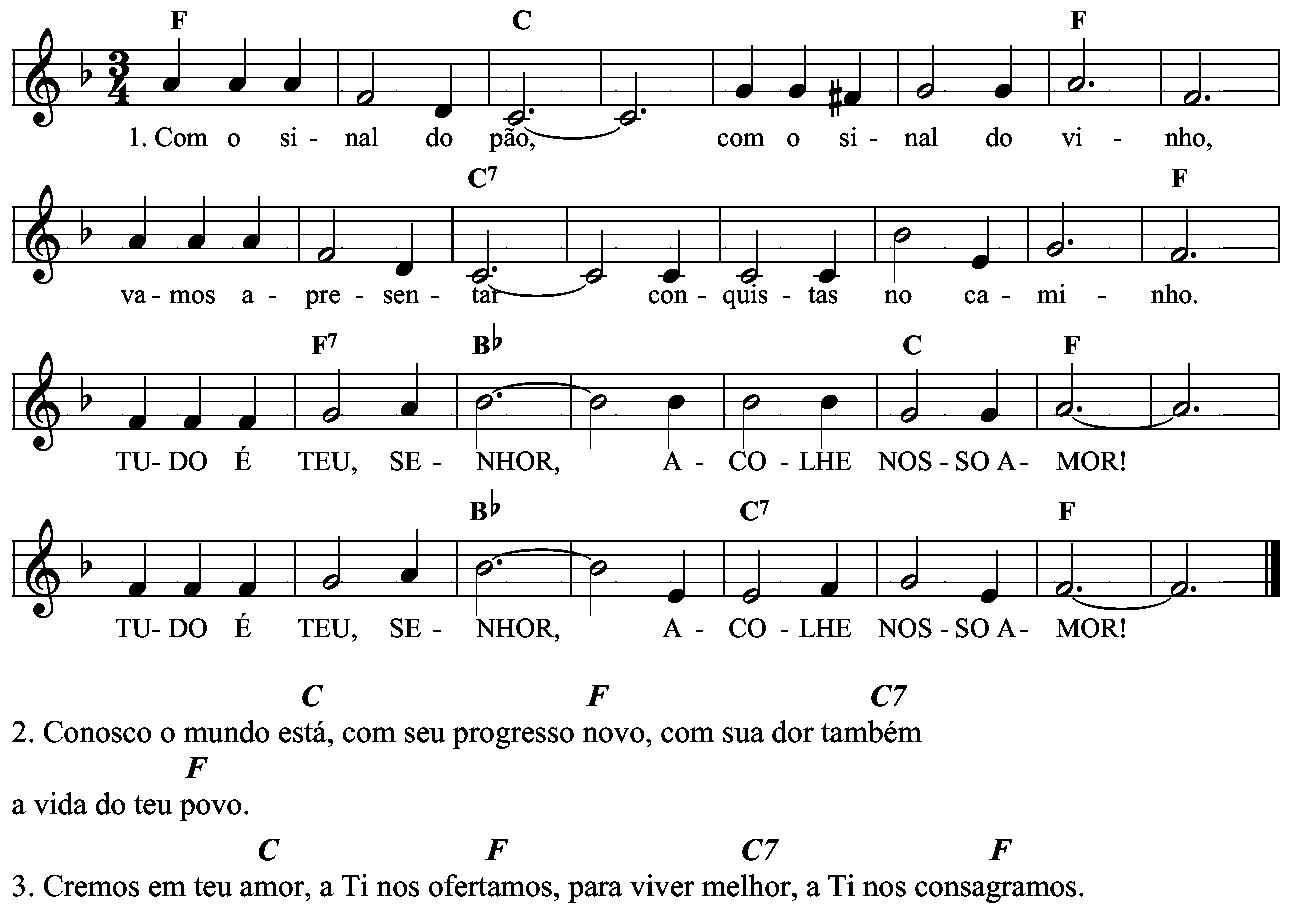 F C F
3
4
1. Com o si - nal do pão, com o si - nal do vi - nho,
C7 F
va - mos a - pre - sen - tar con - quis - tas no ca - mi - nho.
F7 B♭ C F
TU- DO É TEU, SE - NHOR, A - CO - LHE NOS - SO A- MOR!
B♭ C7 F
TU- DO É TEU, SE - NHOR, A - CO - LHE NOS - SO A- MOR!
C F C7
2. Conosco o mundo está, com seu progresso novo, com sua dor também
F
a vida do teu povo.
C F C7 F
3. Cremos em teu amor, a Ti nos ofertamos, para viver melhor, a Ti nos consagramos.